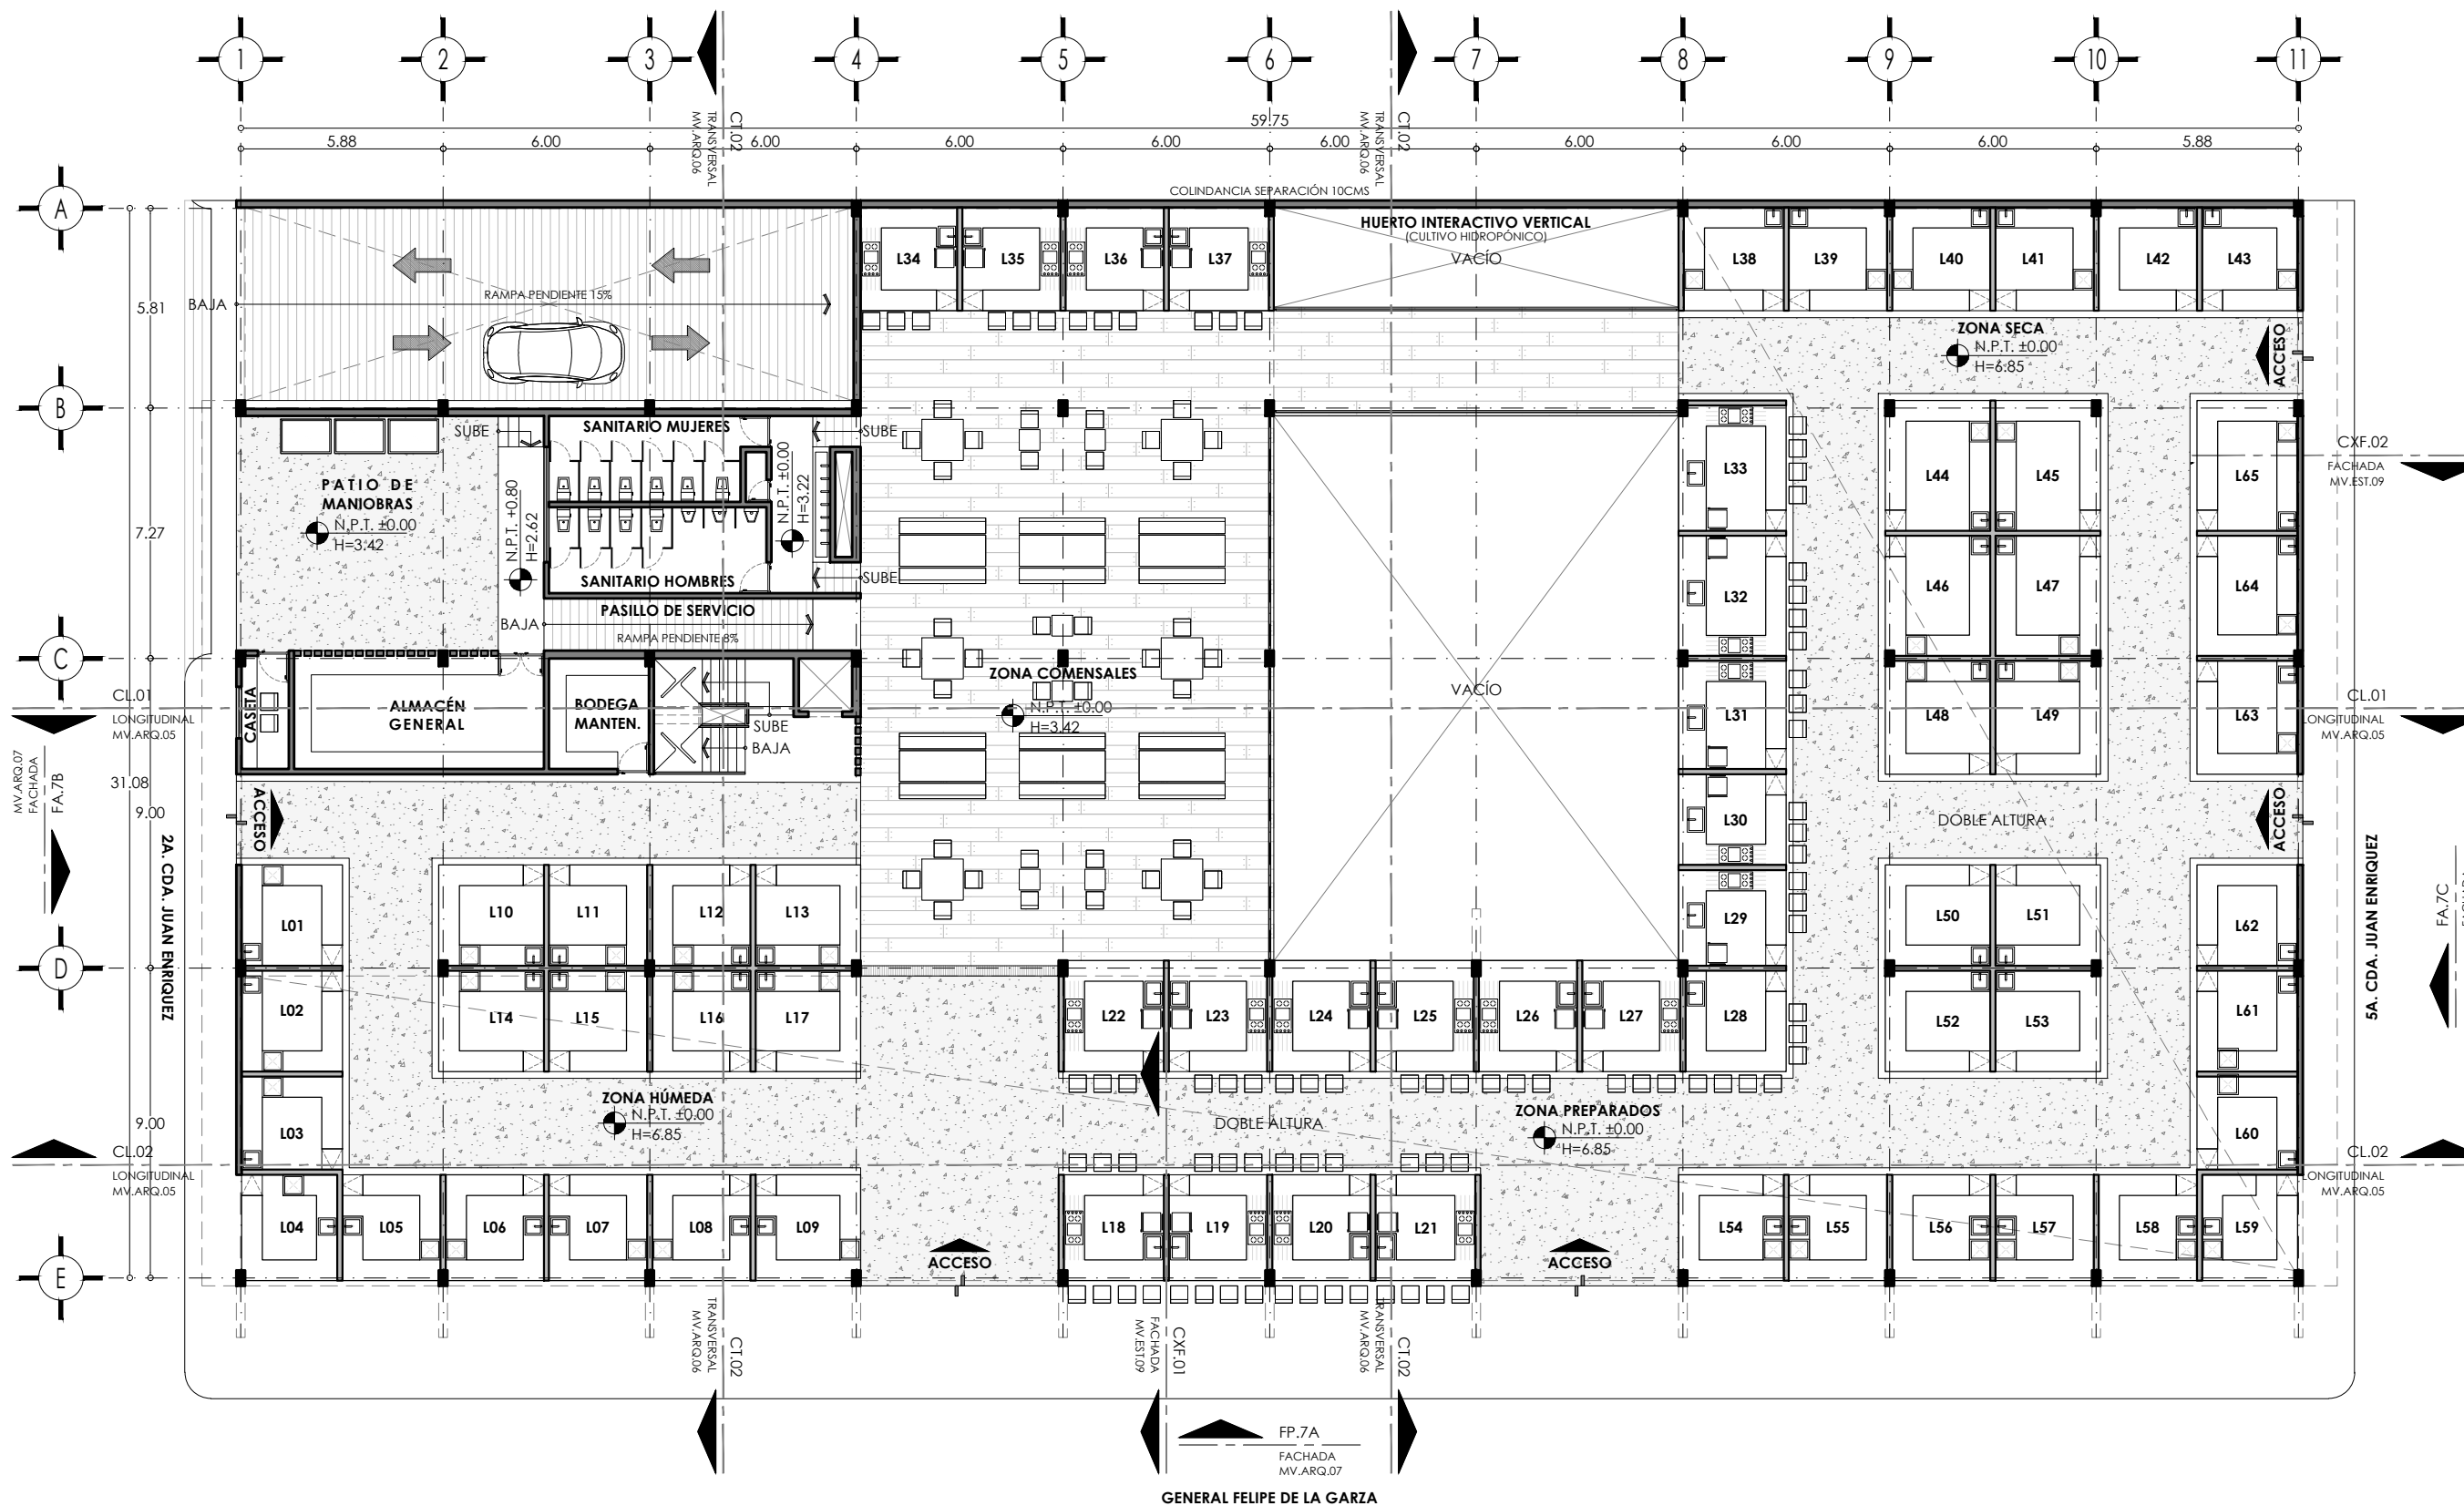 1
2
3
4
5
6
7
8
9
10
11
TRANSVERSAL
MV.ARQ.06
CT.02
TRANSVERSAL
MV.ARQ.06
CT.02
59.75
5.88
6.00
6.00
6.00
6.00
6.00
6.00
6.00
6.00
5.88
COLINDANCIA SEPARACIÓN 10CMS
A
B
C
D
E
5.81
7.27
31.08
9.00
9.00
BAJA
RAMPA PENDIENTE 15%
L34
L35
L36
L37
HUERTO INTERACTIVO VERTICAL
(CULTIVO HIDROPÓNICO)
VACÍO
L38
L39
L40
L41
L42
L43
ZONA SECA
N.P.T. ±0.00
H=6.85
ACCESO
SUBE
SANITARIO MUJERES
SUBE
PATIO DE
MANIOBRAS
N.P.T. ±0.00
H=3.42
N.P.T. +0.80
H=2.62
N.P.T. ±0.00
H=3.22
SANITARIO HOMBRES
SUBE
PASILLO DE SERVICIO
BAJA
RAMPA PENDIENTE 8%
L33
L44
L45
L65
CXF.02
FACHADA
MV.EST.09
L32
L46
L47
L64
CL.01
LONGITUDINAL
MV.ARQ.05
CASETA
ALMACÉN
GENERAL
BODEGA
MANTEN.
SUBE
BAJA
ZONA COMENSALES
N.P.T. ±0.00
H=3.42
VACÍO
L31
L48
L49
L63
CL.01
LONGITUDINAL
MV.ARQ.05
MV.ARQ.07
FACHADA
FA.7B
ACCESO
2A. CDA. JUAN ENRIQUEZ
L30
DOBLE ALTURA
ACCESO
5A. CDA. JUAN ENRIQUEZ
FA.7C
L01
L10
L11
L12
L13
L29
L50
L51
L62
L02
L14
L15
L16
L17
L22
L23
L24
L25
L26
L27
L28
L52
L53
L61
ZONA HÚMEDA
N.P.T. ±0.00
H=6.85
DOBLE ALTURA
ZONA PREPARADOS
N.P.T. ±0.00
H=6.85
L03
L60
CL.02
LONGITUDINAL
MV.ARQ.05
CL.02
LONGITUDINAL
MV.ARQ.05
L04
L05
L06
L07
L08
L09
ACCESO
L18
L19
L20
L21
ACCESO
L54
L55
L56
L57
L58
L59
TRANSVERSAL
MV.ARQ.06
CT.02
FACHADA
MV.EST.09
CXF.01
TRANSVERSAL
MV.ARQ.06
CT.02
FP.7A
FACHADA
MV.ARQ.07
GENERAL FELIPE DE LA GARZA